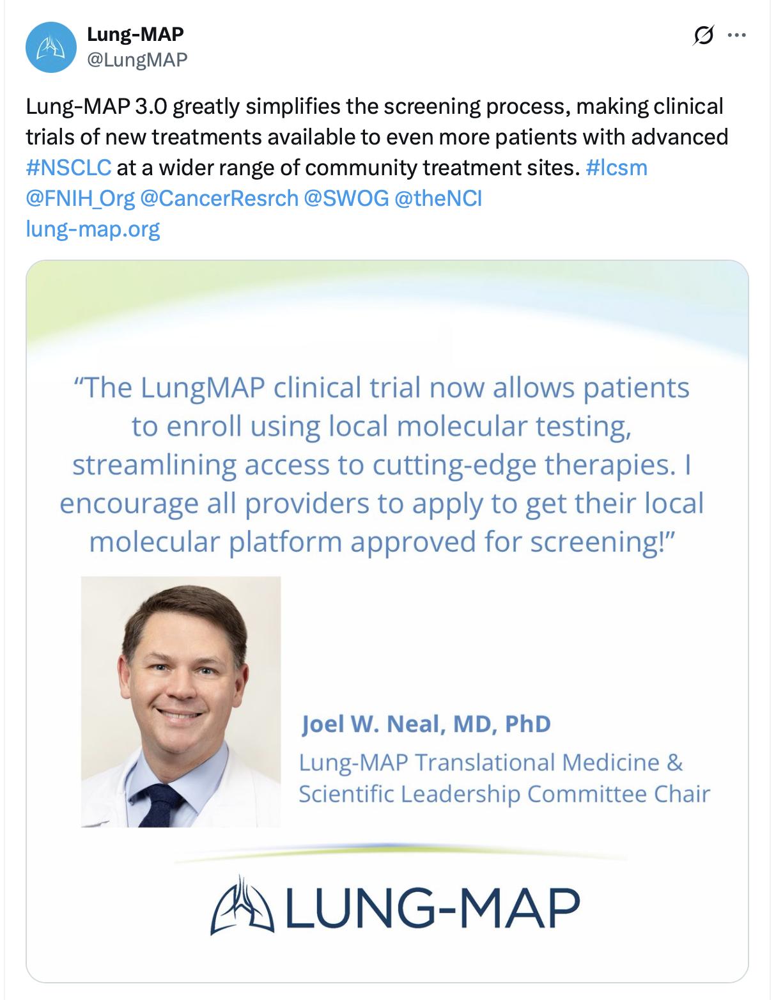 Lung-MAP
@LungMAP
Lung-MAP 3.0 greatly simplifies the screening process, making clinical
trials of new treatments available to even more patients with advanced
#NSCLC at a wider range of community treatment sites. #lcsm
@FNIH_Org @CancerResrch @SWOG @theNCI
lung-map.org
“The LungMAP clinical trial now allows patients
to enroll using local molecular testing,
streamlining access to cutting-edge therapies. I
encourage all providers to apply to get their local
molecular platform approved for screening!”
Joel W. Neal, MD, PhD
Lung-MAP Translational Medicine &
Scientific Leadership Committee Chair
LUNG-MAP